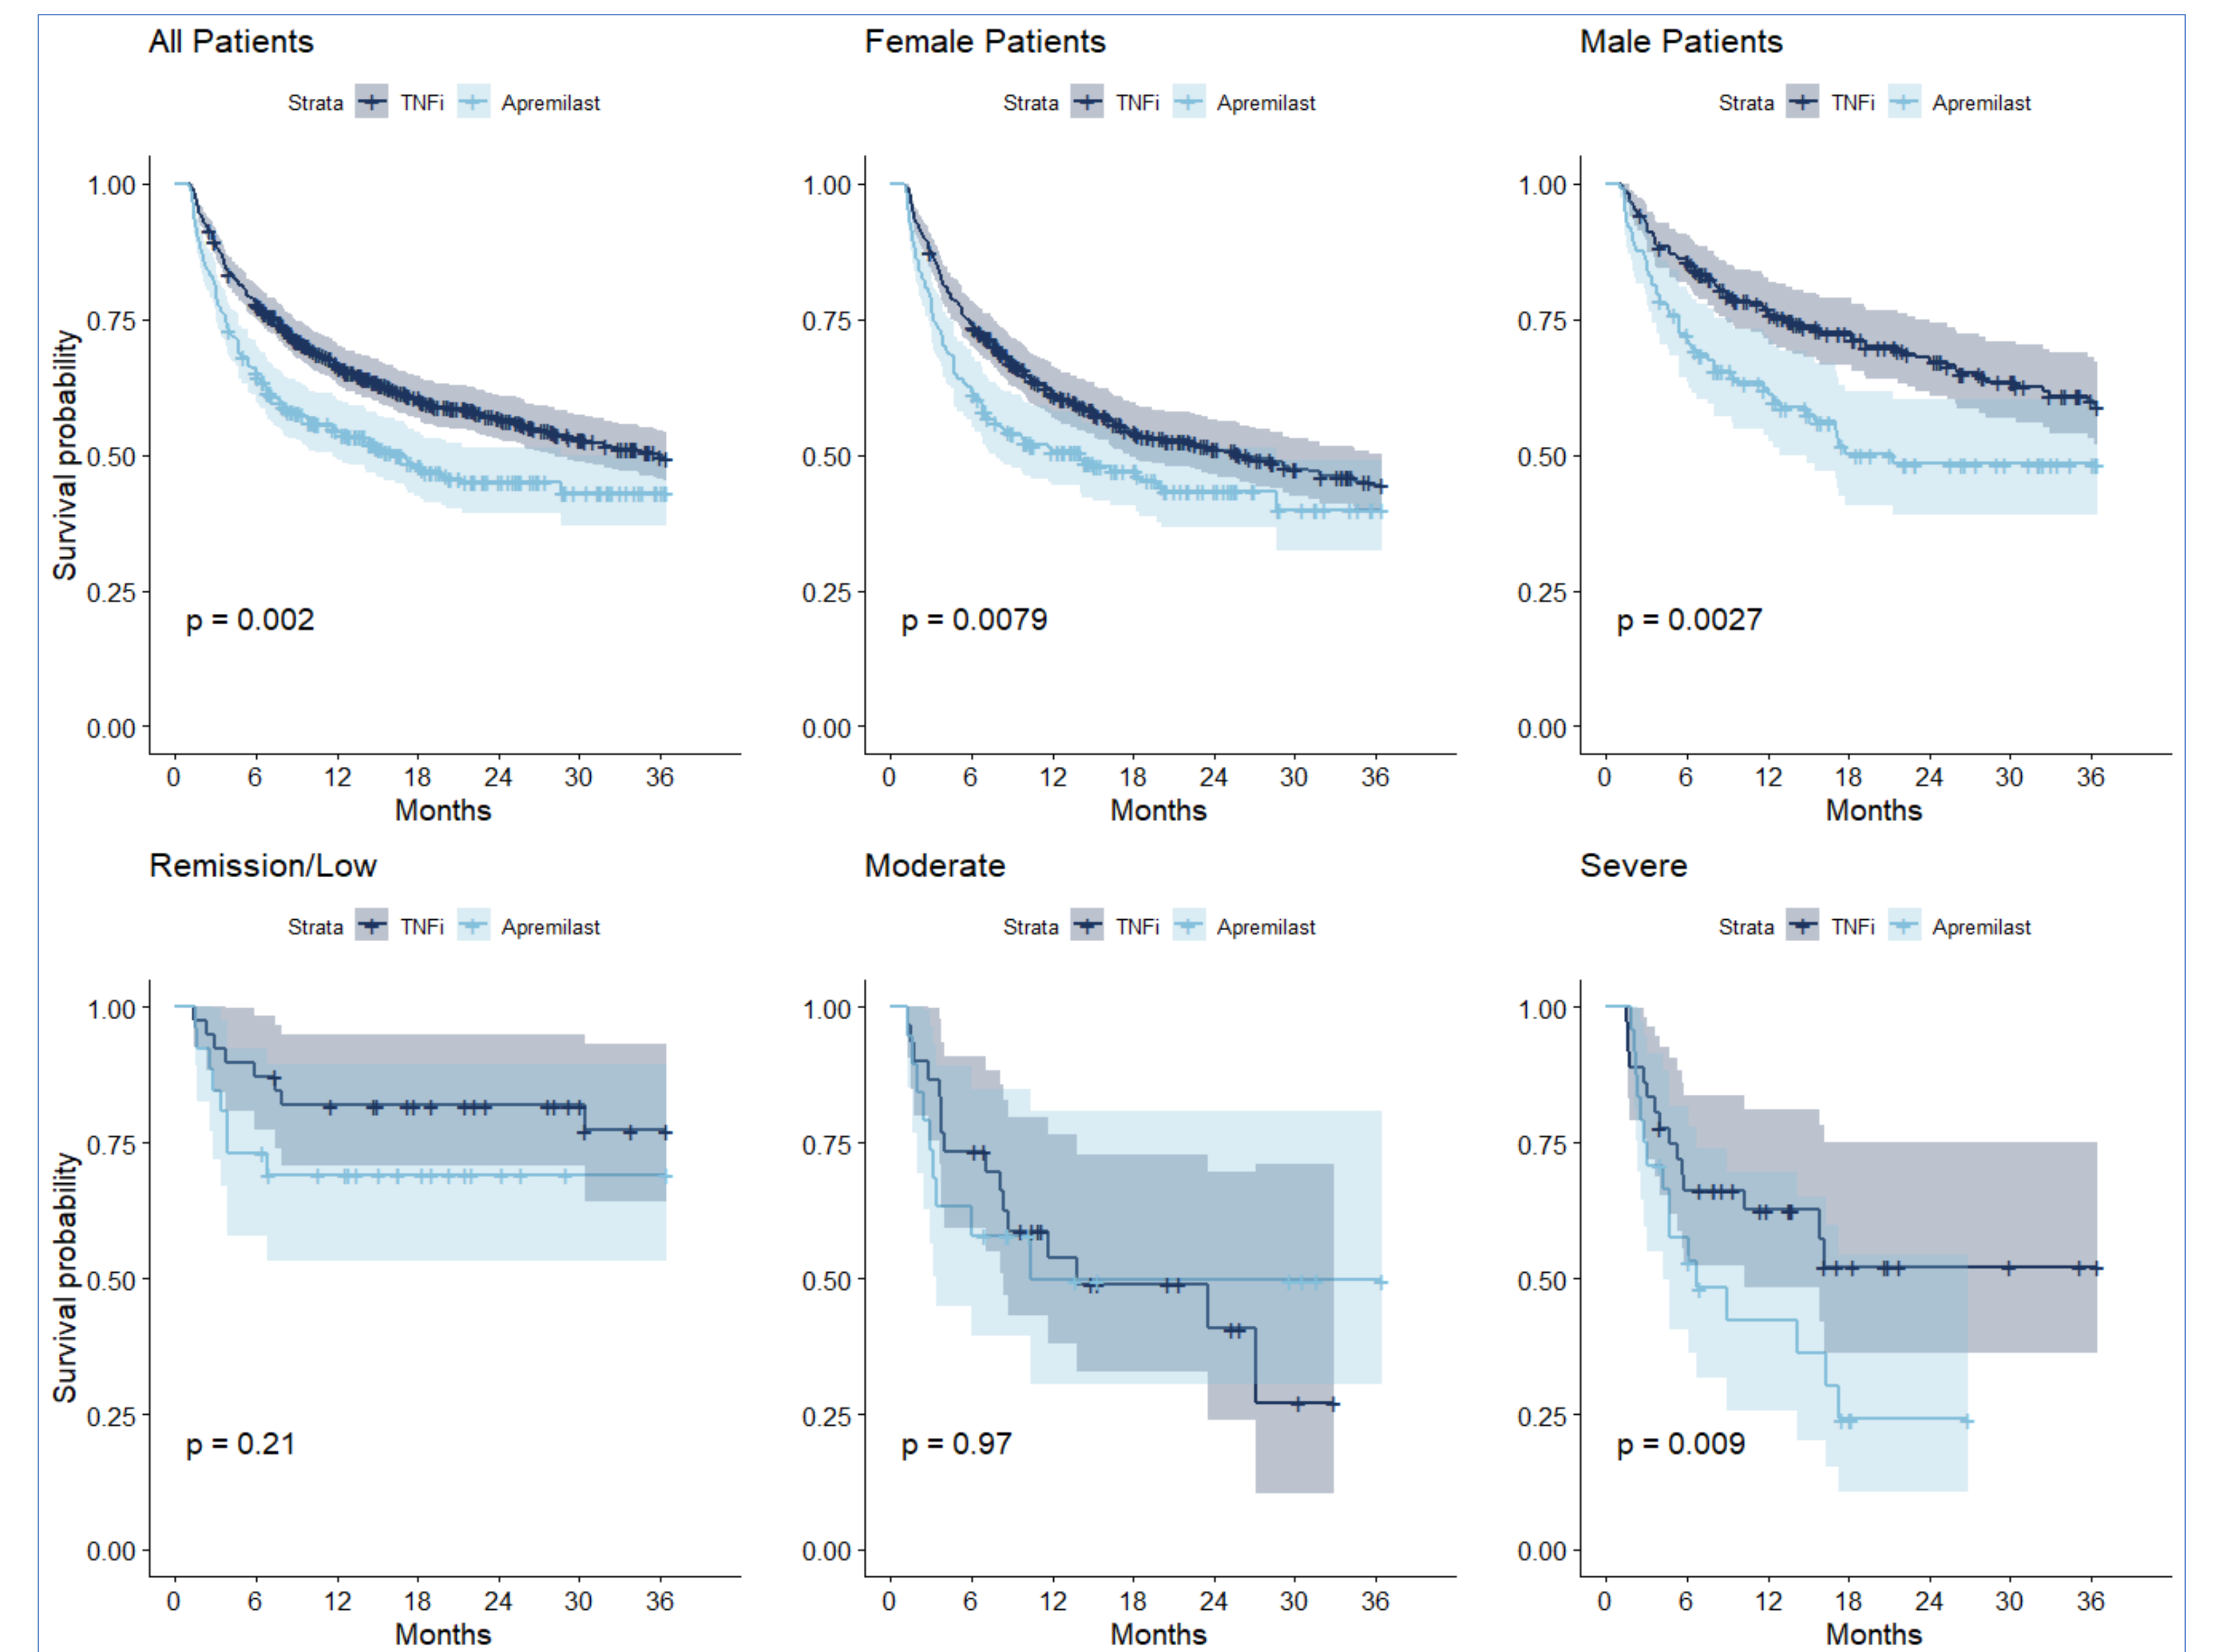 All Patients
Strata TNFi Apremilast
Survival probability
1.00
0.75
0.50
0.25
0.00
p = 0.002
0 6 12 18 24 30 36
Months
Female Patients
Strata TNFi Apremilast
1.00
0.75
0.50
0.25
0.00
p = 0.0079
0 6 12 18 24 30 36
Months
Male Patients
Strata TNFi Apremilast
1.00
0.75
0.50
0.25
0.00
p = 0.0027
0 6 12 18 24 30 36
Months
Remission/Low
Strata TNFi Apremilast
Survival probability
1.00
0.75
0.50
0.25
0.00
p = 0.21
0 6 12 18 24 30 36
Months
Moderate
Strata TNFi Apremilast
1.00
0.75
0.50
0.25
0.00
p = 0.97
0 6 12 18 24 30 36
Months
Severe
Strata TNFi Apremilast
1.00
0.75
0.50
0.25
0.00
p = 0.009
0 6 12 18 24 30 36
Months